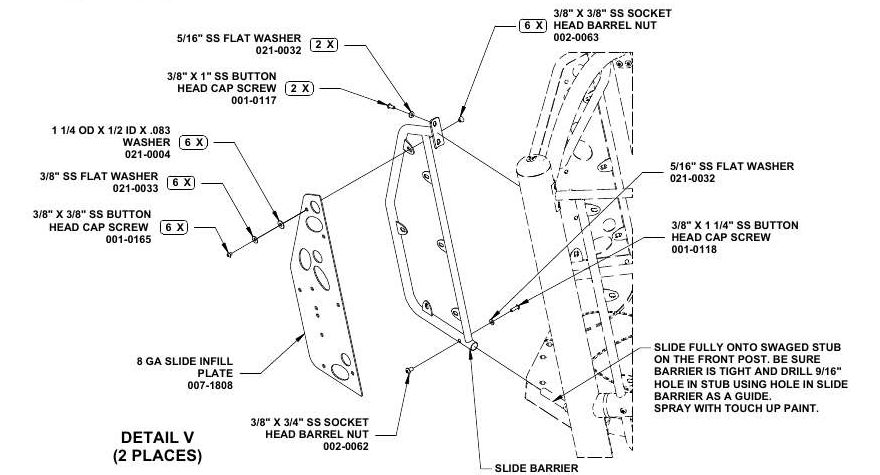 3/8" X 3/8" SS SOCKET
HEAD BARREL NUT
002-0063
6 X
5/16" SS FLAT WASHER
021-0032
2 X
3/8" X 1" SS BUTTON
HEAD CAP SCREW
001-0117
2 X
1 1/4 OD X 1/2 ID X .083
WASHER
021-0004
6 X
3/8" SS FLAT WASHER
021-0033
6 X
3/8" X 3/8" SS BUTTON
HEAD CAP SCREW
001-0165
6 X
5/16" SS FLAT WASHER
021-0032
3/8" X 1 1/4" SS BUTTON
HEAD CAP SCREW
001-0118
8 GA SLIDE INFILL
PLATE
007-1808
SLIDE FULLY ONTO SWAGED STUB
ON THE FRONT POST. BE SURE
BARRIER IS TIGHT AND DRILL 9/16"
HOLE IN STUB USING HOLE IN SLIDE
BARRIER AS A GUIDE.
SPRAY WITH TOUCH UP PAINT.
3/8" X 3/4" SS SOCKET
HEAD BARREL NUT
002-0062
DETAIL V
(2 PLACES)
SLIDE BARRIER